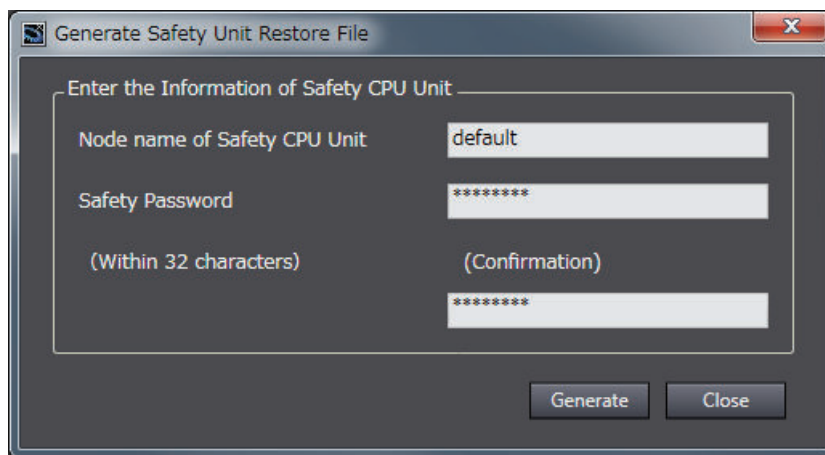 Generate Safety Unit Restore File
Enter the Information of Safety CPU Unit
Node name of Safety CPU Unit
default
Safety Password
********
(Within 32 characters)
(Confirmation)
********
Generate
Close